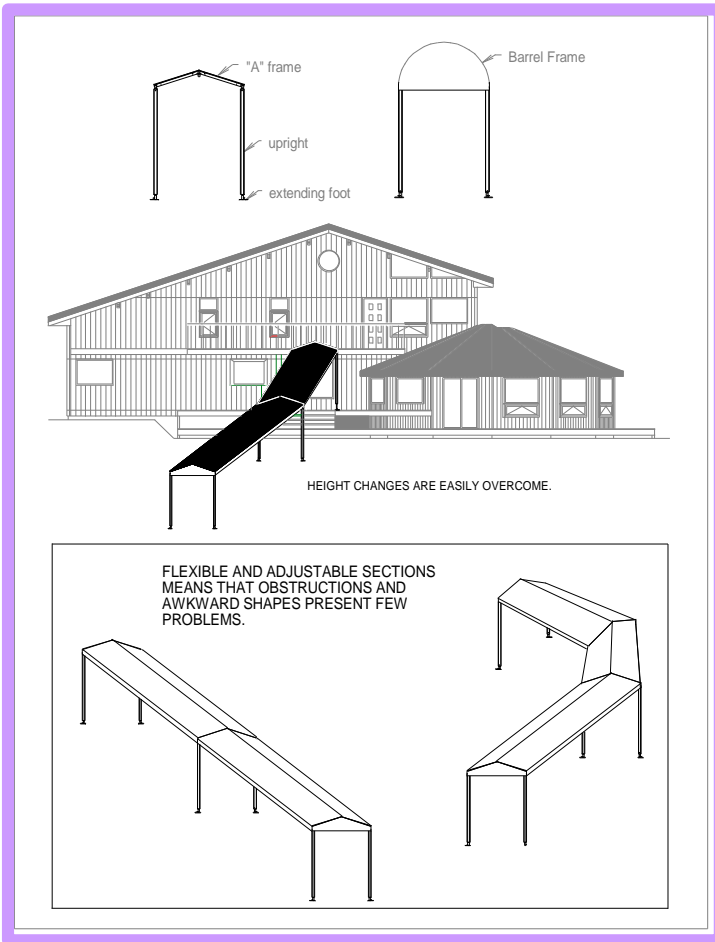 "A" frame
Barrel Frame
upright
extending foot
HEIGHT CHANGES ARE EASILY OVERCOME.
FLEXIBLE AND ADJUSTABLE SECTIONS
MEANS THAT OBSTRUCTIONS AND
AWKWARD SHAPES PRESENT FEW
PROBLEMS.